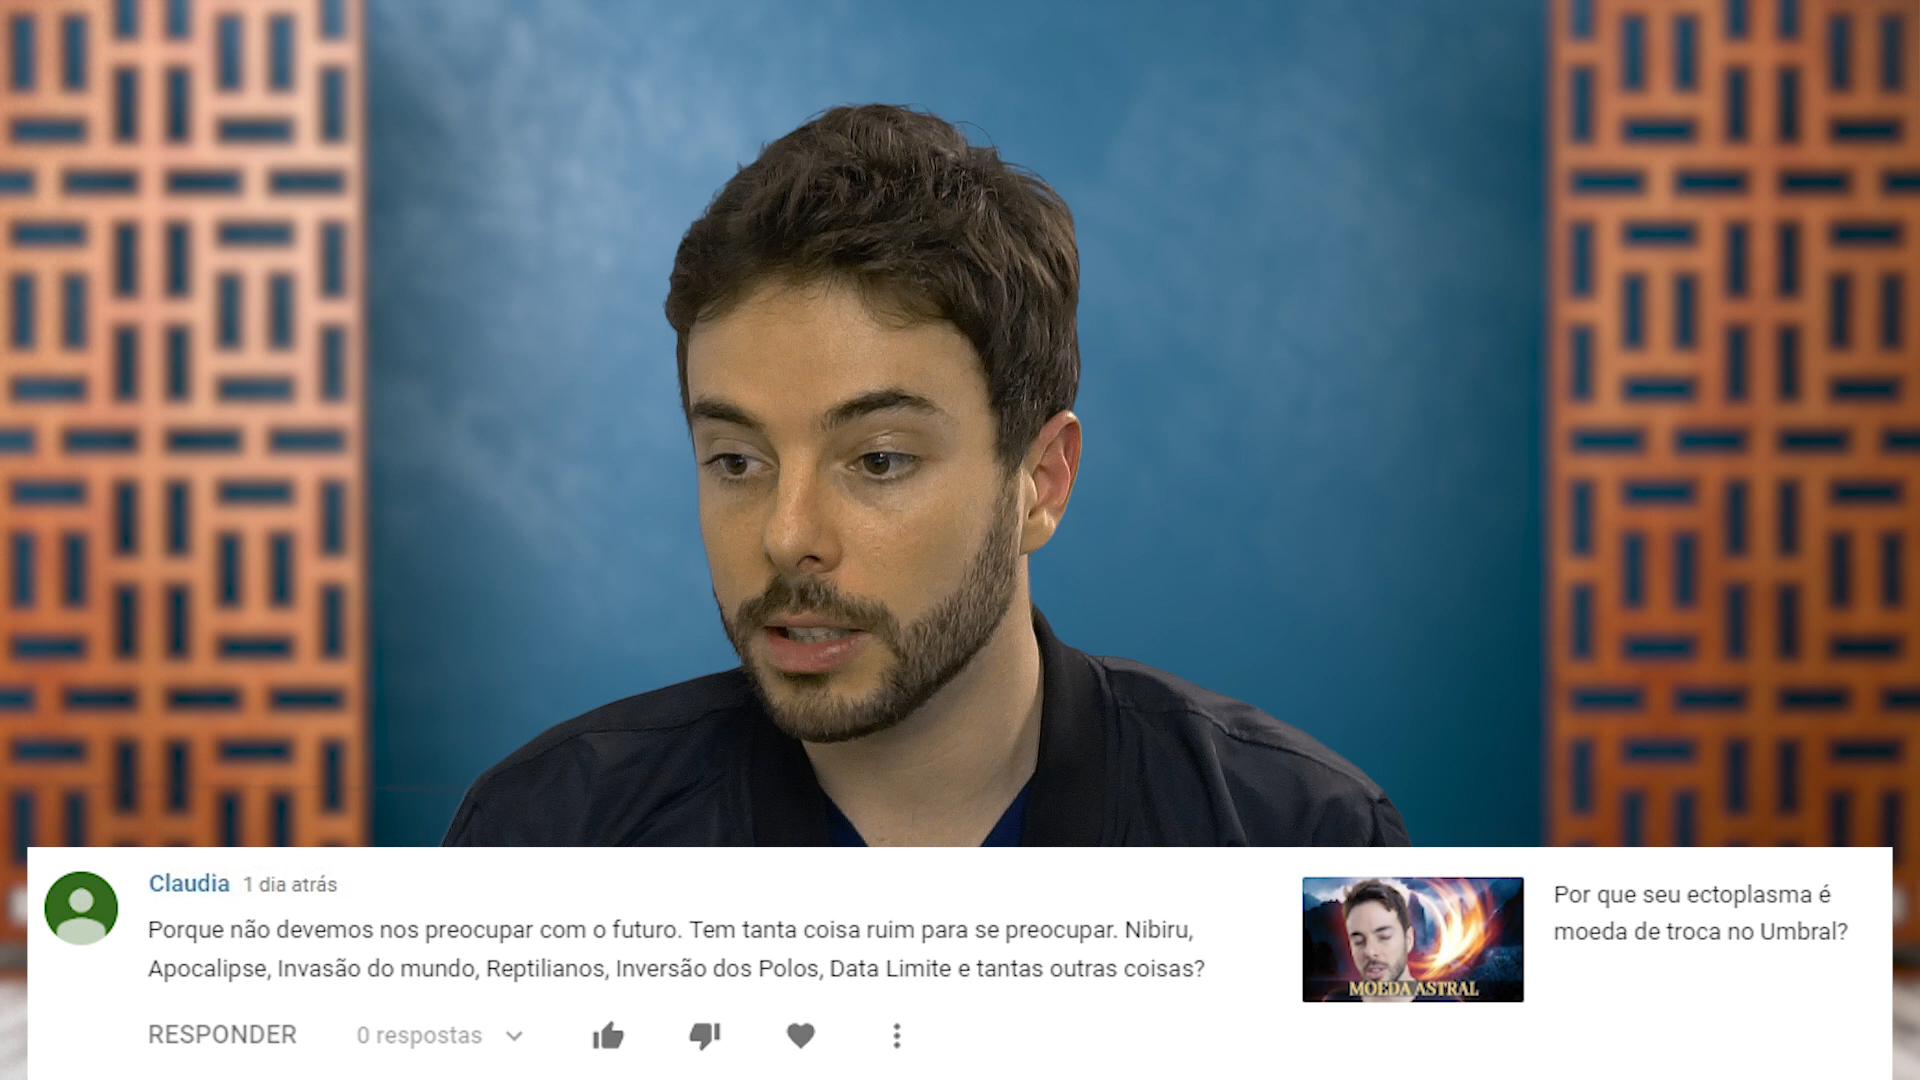 Claudia 1 dia atrás
Porque não devemos nos preocupar com o futuro. Tem tanta coisa ruim para se preocupar. Nibiru,
Apocalipse, Invasão do mundo, Reptilianos, Inversão dos Polos, Data Limite e tantas outras coisas?
RESPONDER 0 respostas
MOEDA ASTRAL
Por que seu ectoplasma é
moeda de troca no Umbral?